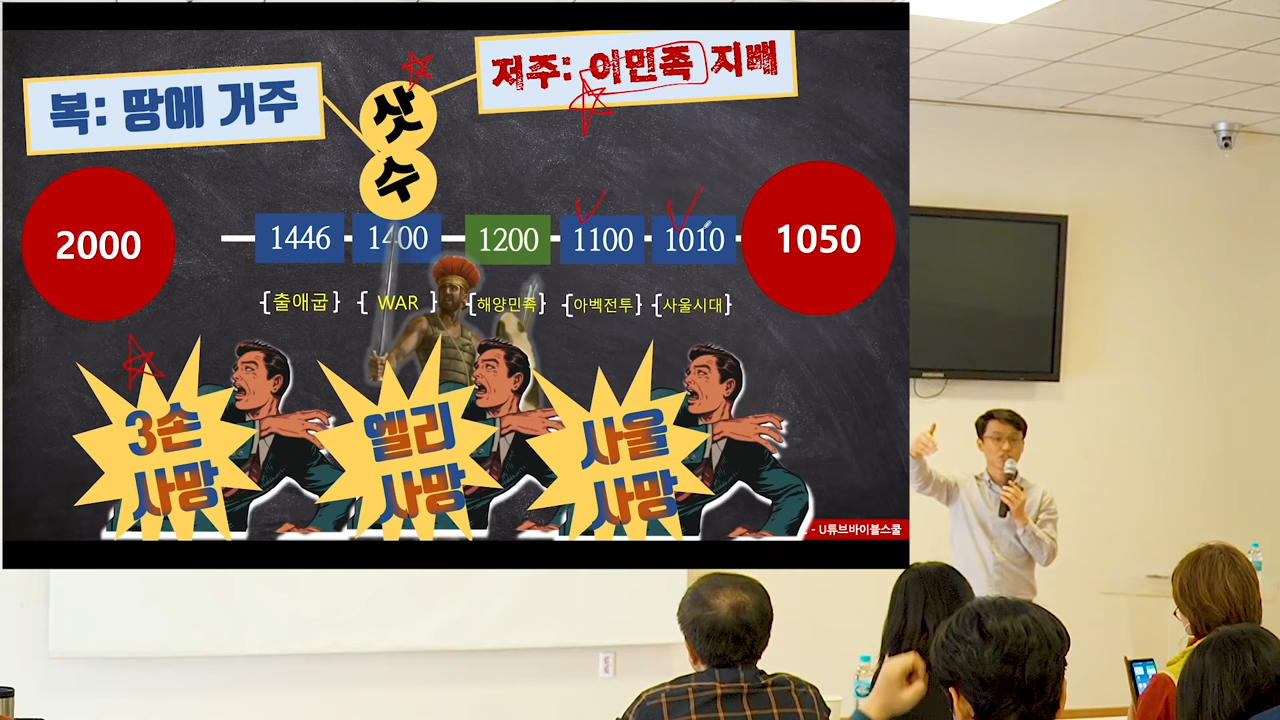 복: 땅에 거주
삿
수
저주: 이민족 지배
2000
1446
1400
1200
1100
1010
1050
{출애굽}
{ WAR }
{해양민족}
{아벡전투}
{사울시대}
3손
사망
엘리
사망
사울
사망
- U튜브바이블스쿨
SAMSUNG